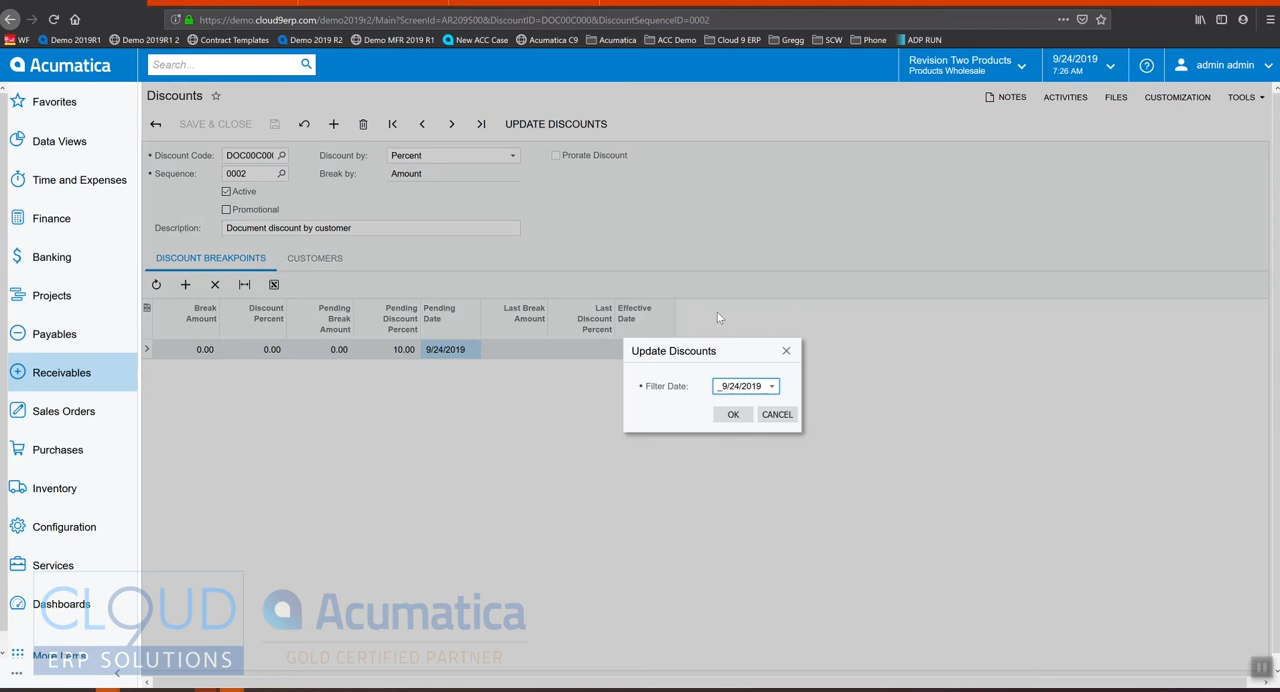 https://demo.cloud9erp.com/demo2019r2/Main?ScreenId=AR209500&DiscountID=DOC00C000&DiscountSequenceID=0002
WF Demo 2019R1 Demo 2019R1 2 Contract Templates Demo 2019 R2 Demo MFR 2019 R1 New ACC Case Acumatica C9 Acumatica ACC Demo Cloud 9 ERP Gregg SCW Phone ADP RUN
Acumatica
Search...
Revision Two Products
Products Wholesale
9/24/2019
7:26 AM
admin admin
Favorites
Data Views
Time and Expenses
Finance
Banking
Projects
Payables
Receivables
Sales Orders
Purchases
Inventory
Configuration
Services
Dashboards
More Items
Discounts
NOTES ACTIVITIES FILES CUSTOMIZATION TOOLS
SAVE & CLOSE UPDATE DISCOUNTS
Discount Code: DOC00C00( Discount by: Percent Prorate Discount
Sequence: 0002 Break by: Amount
Active
Promotional
Description: Document discount by customer
DISCOUNT BREAKPOINTS CUSTOMERS
Break Amount Discount Percent Pending Break Amount Pending Discount Percent Pending Date Last Break Amount Last Discount Percent Effective Date
0.00 0.00 0.00 10.00 9/24/2019
Update Discounts
Filter Date: _9/24/2019
OK CANCEL
CLOUD 9
ERP SOLUTIONS
Acumatica
GOLD CERTIFIED PARTNER